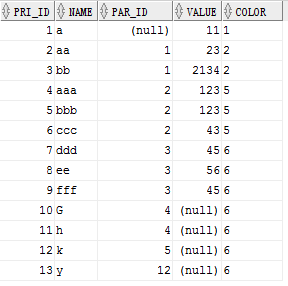 PRI_ID NAME PAR_ID VALUE COLOR
1 a (null) 11 1
2 aa 1 23 2
3 bb 1 2134 2
4 aaa 2 123 5
5 bbb 2 123 5
6 ccc 2 43 5
7 ddd 3 45 6
8 ee 3 56 6
9 fff 3 45 6
10 G 4 (null) 6
11 h 4 (null) 6
12 k 5 (null) 6
13 y 12 (null) 6